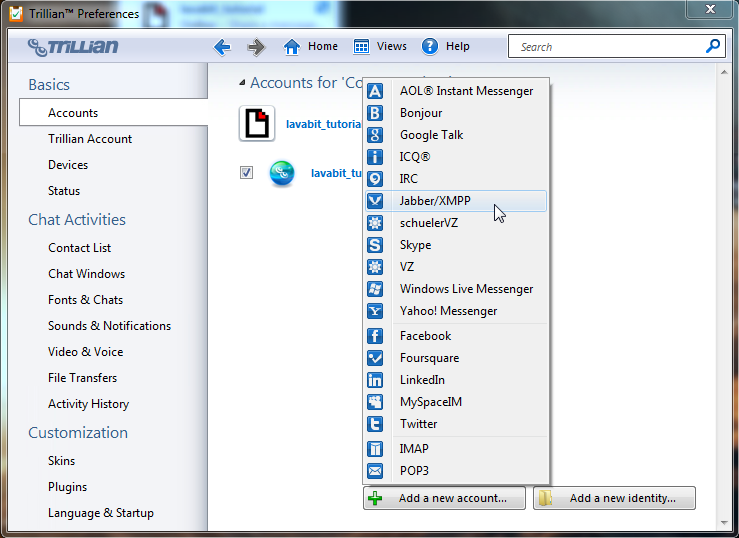 Trillian™ Preferences
lavabit_tutorial
TRILLIAN
Home
Views
Help
Search
Basics
Accounts
Trillian Account
Devices
Status
Chat Activities
Contact List
Chat Windows
Fonts & Chats
Sounds & Notifications
Video & Voice
File Transfers
Activity History
Customization
Skins
Plugins
Language & Startup
Accounts for 'Co
lavabit_tutoria
lavabit_tu
AOL® Instant Messenger
Bonjour
Google Talk
ICQ®
IRC
Jabber/XMPP
schuelerVZ
Skype
VZ
Windows Live Messenger
Yahoo! Messenger
Facebook
Foursquare
LinkedIn
MySpaceIM
Twitter
IMAP
POP3
Add a new account...
Add a new identity...